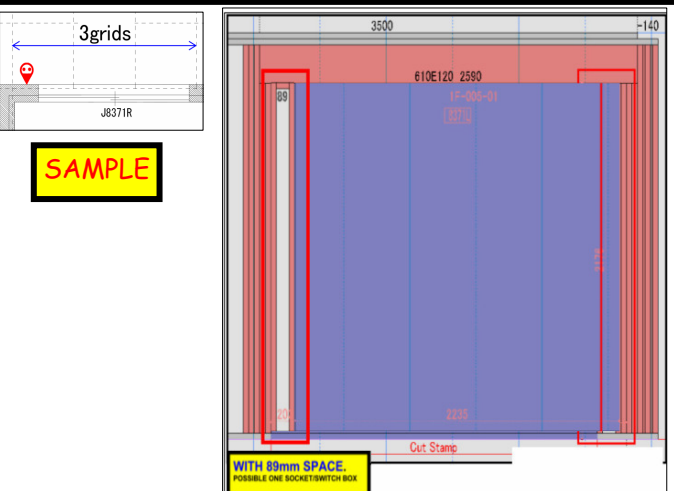 3grids
J8371R
SAMPLE
3500
-140
610E120 2590
89
1F-005-01
20
2235
Cut Stamp
WITH 89mm SPACE.
POSSIBLE ONE SOCKET/SWITCH BOX